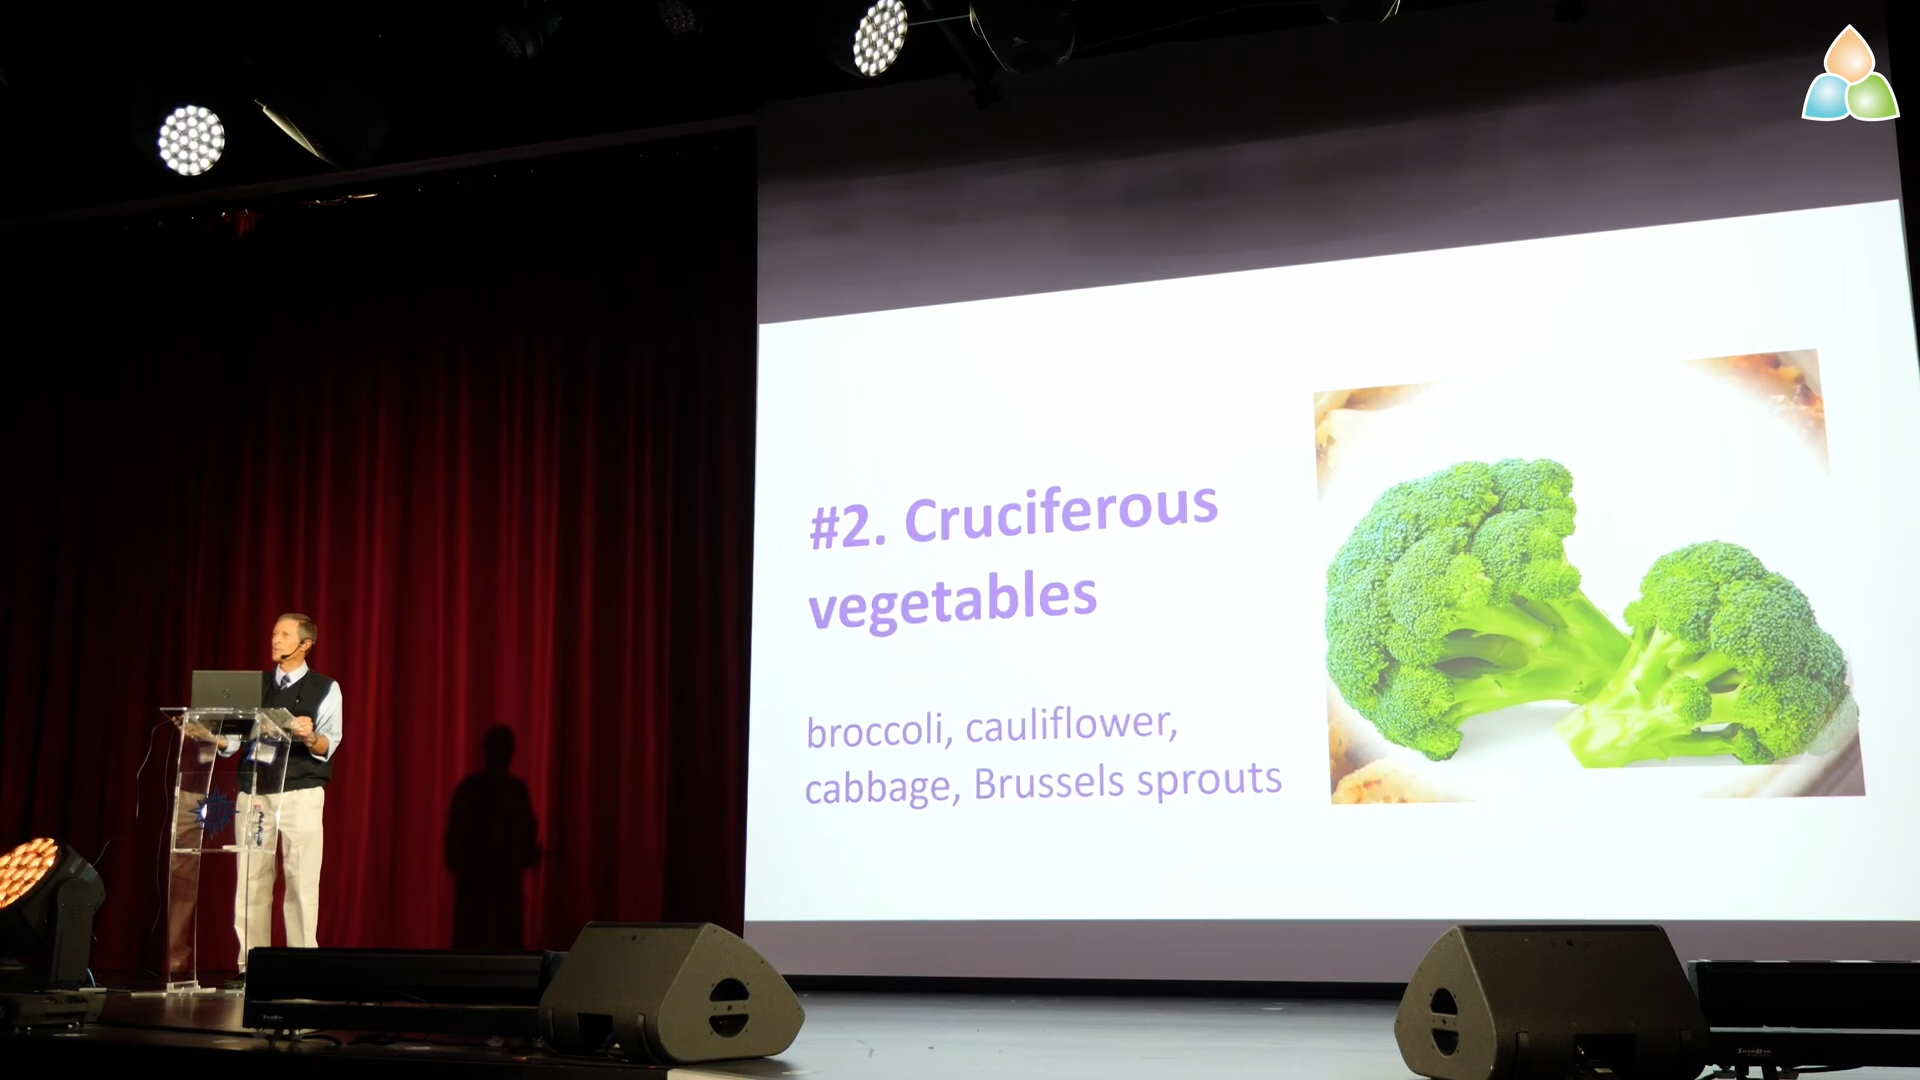 #2. Cruciferous
vegetables
broccoli, cauliflower,
cabbage, Brussels sprouts